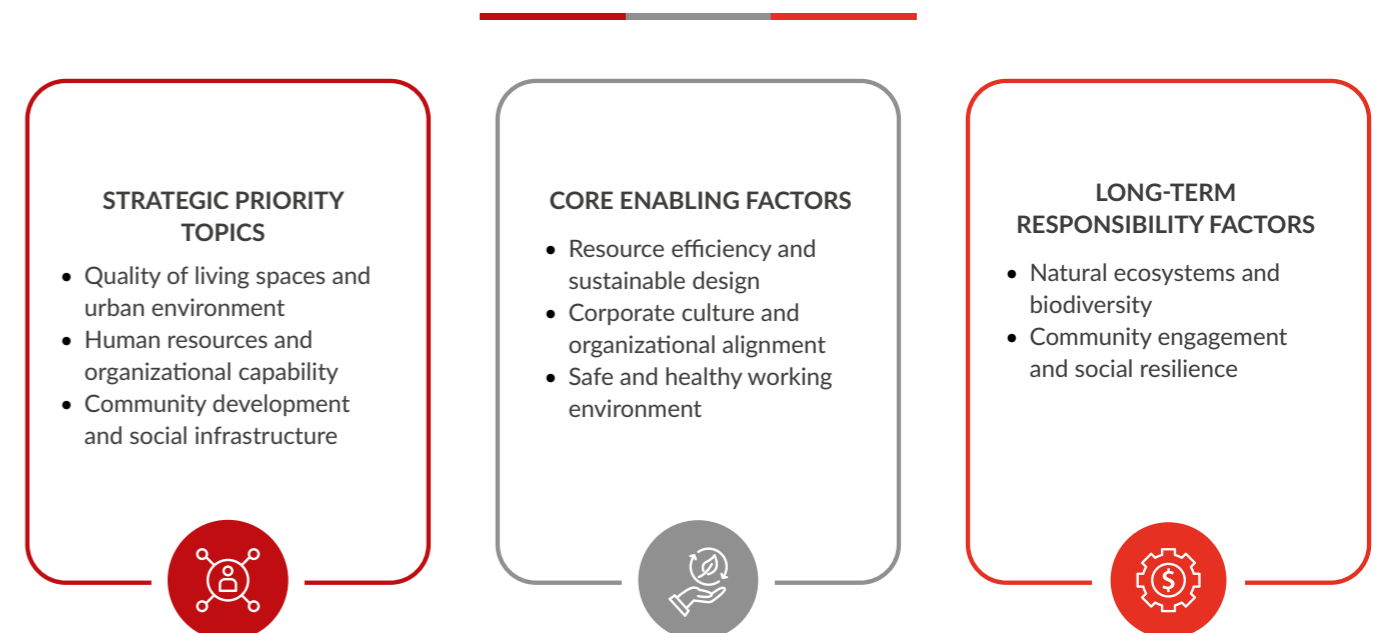 STRATEGIC PRIORITY
TOPICS
• Quality of living spaces and
urban environment
• Human resources and
organizational capability
• Community development
and social infrastructure
CORE ENABLING FACTORS
• Resource efficiency and
sustainable design
• Corporate culture and
organizational alignment
• Safe and healthy working
environment
LONG-TERM
RESPONSIBILITY FACTORS
• Natural ecosystems and
biodiversity
• Community engagement
and social resilience
$